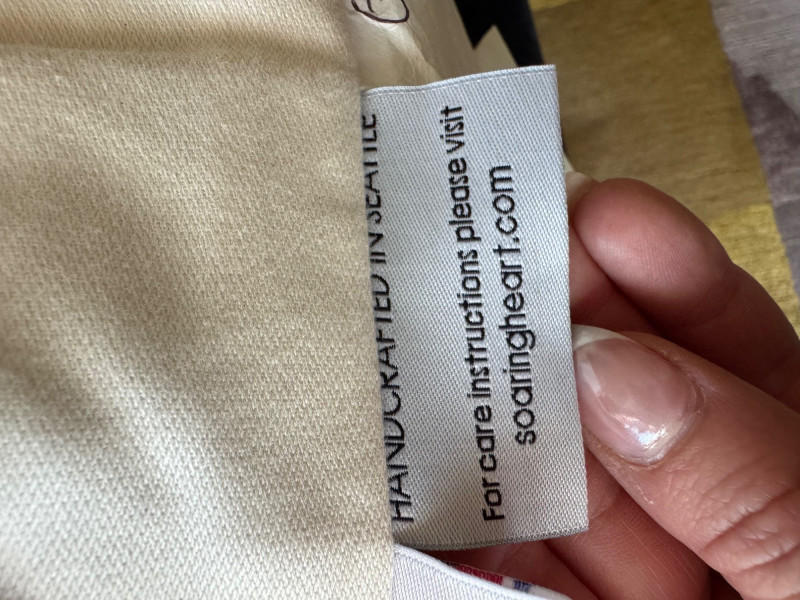 HANDCRAFTED IN SEATTLE
For care instructions please visit
soaringheart.com